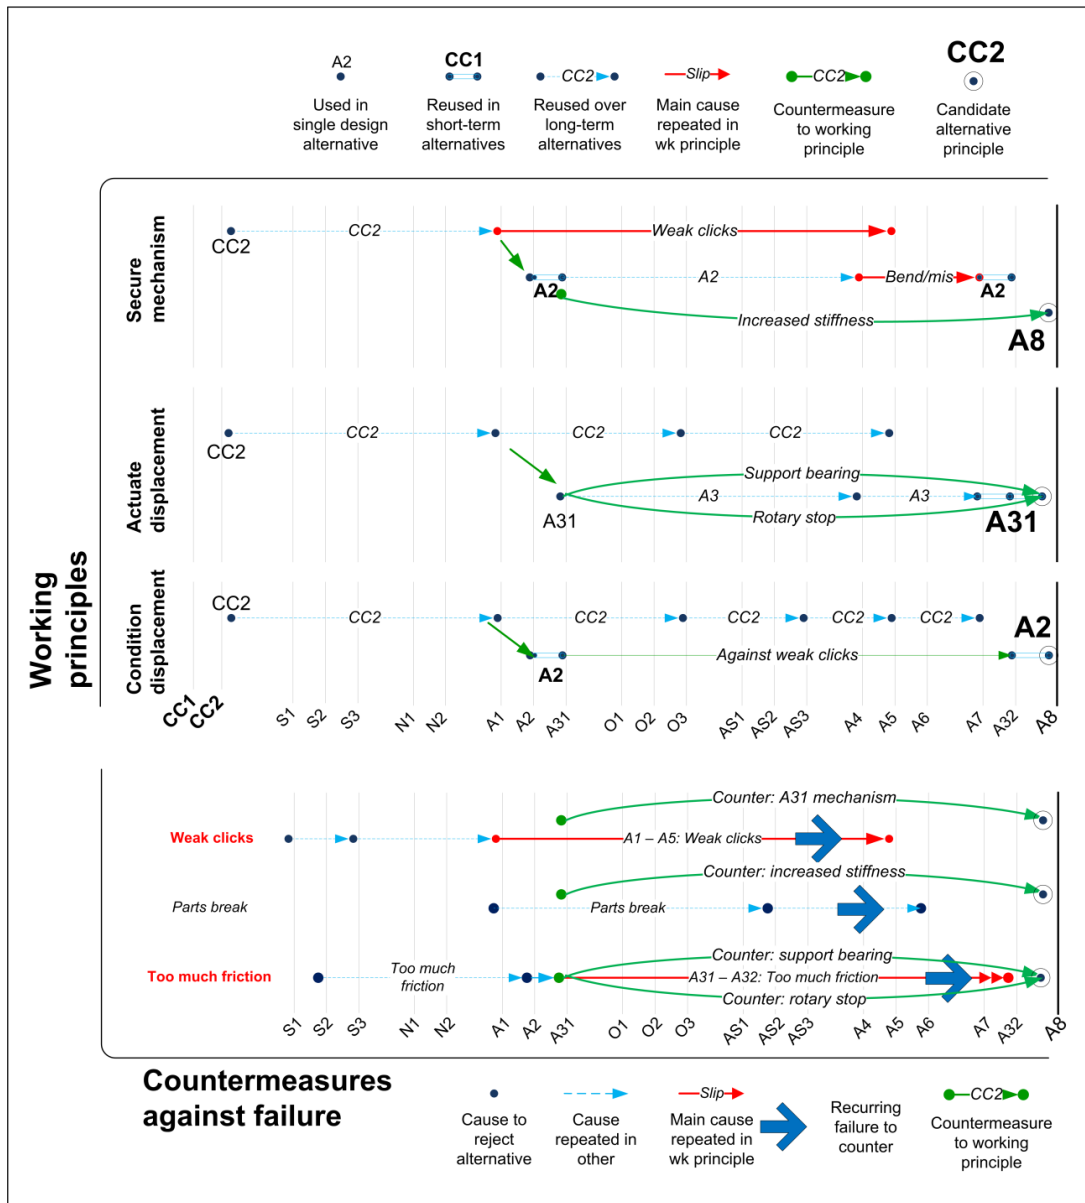 A2
CC1
CC2
Slip
CC2
CC2
Used in
single design
alternative
Reused in
short-term
alternatives
Reused over
long-term
alternatives
Main cause
repeated in
wk principle
Countermeasure
to working
principle
Candidate
alternative
principle
Working
principles
Secure
mechanism
CC2
CC2
Weak clicks
A2
A2
Bend/mis
A2
Increased stiffness
A8
Actuate
displacement
CC2
CC2
CC2
CC2
A31
Support bearing
A3
A3
Rotary stop
A31
Condition
displacement
CC2
CC2
CC2
CC2
CC2
CC2
A2
A2
Against weak clicks
CC1
CC2
S1
S2
S3
N1
N2
A1
A2
A31
O1
O2
O3
AS1
AS2
AS3
A4
A5
A6
A7
A32
A8
Counter: A31 mechanism
Weak clicks
A1 – A5: Weak clicks
Counter: increased stiffness
Parts break
Parts break
Counter: support bearing
Too much friction
Too much
friction
A31 – A32: Too much friction
Counter: rotary stop
S1
S2
S3
N1
N2
A1
A2
A31
O1
O2
O3
AS1
AS2
AS3
A4
A5
A6
A7
A32
A8
Countermeasures
against failure
Cause to
reject
alternative
Cause
repeated in
other
Slip
Main cause
repeated in
wk principle
Recurring
failure to
counter
CC2
Countermeasure
to working
principle